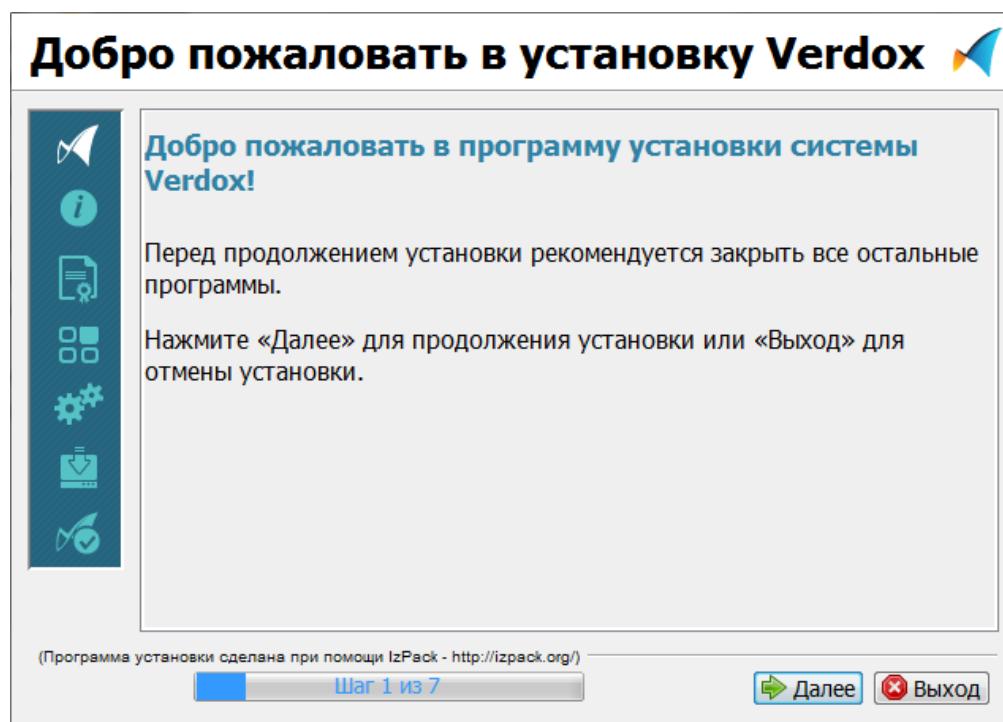 Добро пожаловать в установку Verdox
Добро пожаловать в программу установки системы
Verdox!
Перед продолжением установки рекомендуется закрыть все остальные
программы.
Нажмите «Далее» для продолжения установки или «Выход» для
отмены установки.
(Программа установки сделана при помощи IzPack - http://izpack.org/)
Шаг 1 из 7
Далее
Выход